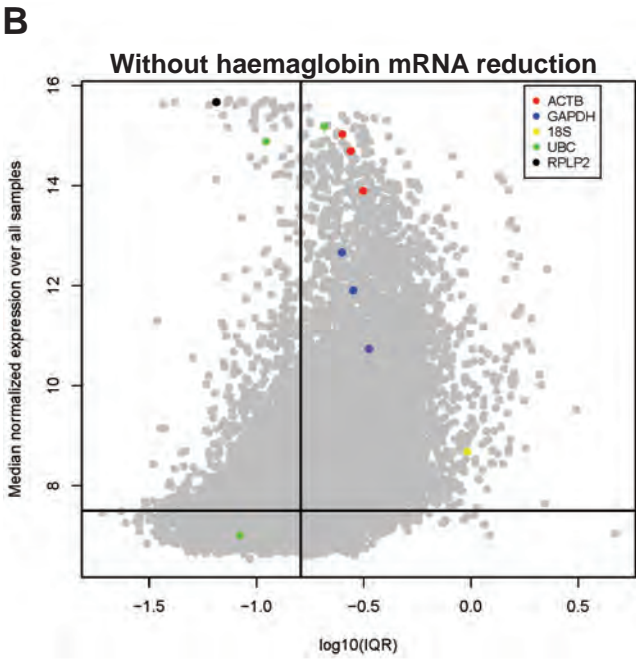 B
Without haemaglobin mRNA reduction
Median normalized expression over all samples
16
14
12
10
8
ACTB
GAPDH
18S
UBC
RPLP2
−1.5 −1.0 −0.5 0.0 0.5
log10(IQR)